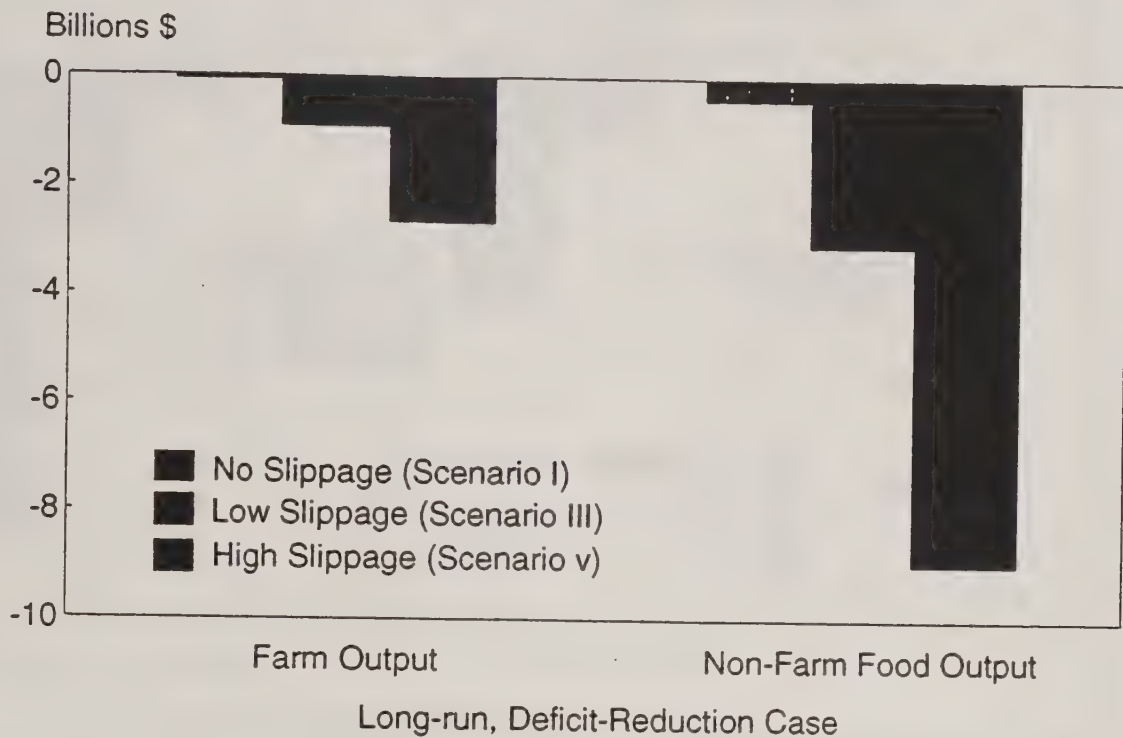 Billions $
0
-2
-4
-6
-8
-10
No Slippage (Scenario I)
Low Slippage (Scenario III)
High Slippage (Scenario v)
Farm Output
Non-Farm Food Output
Long-run, Deficit-Reduction Case